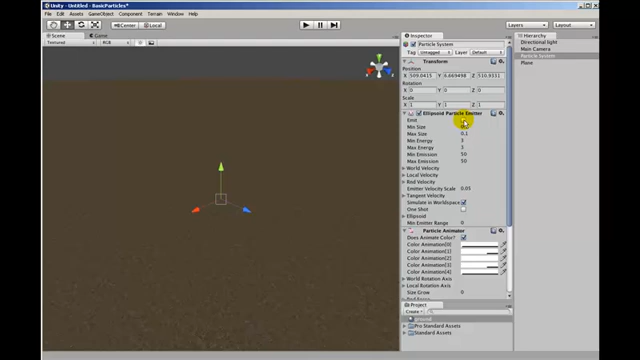 Unity - Untitled - BasicParticles*
File Edit Assets GameObject Component Terrain Window Help
Center Local Layers Layout
Scene Game
Textured RGB
Inspector
Particle System
Tag Untagged Layer Default
Transform
Position
X 509.0415 Y 6.669498 Z 510.9331
Rotation
X 0 Y 0 Z 0
Scale
X 1 Y 1 Z 1
Ellipsoid Particle Emitter
Emit
Min Size
Max Size 0.1
Min Energy 3
Max Energy 3
Min Emission 50
Max Emission 50
World Velocity
Local Velocity
Rnd Velocity
Emitter Velocity Scale 0.05
Tangent Velocity
Simulate in Worldspace
One Shot
Ellipsoid
Min Emitter Range 0
Particle Animator
Does Animate Color?
Color Animation[0]
Color Animation[1]
Color Animation[2]
Color Animation[3]
Color Animation[4]
World Rotation Axis
Local Rotation Axis
Size Grow 0
Hierarchy
Directional light
Main Camera
Particle System
Plane
Project
Create
Pro Standard Assets
Standard Assets